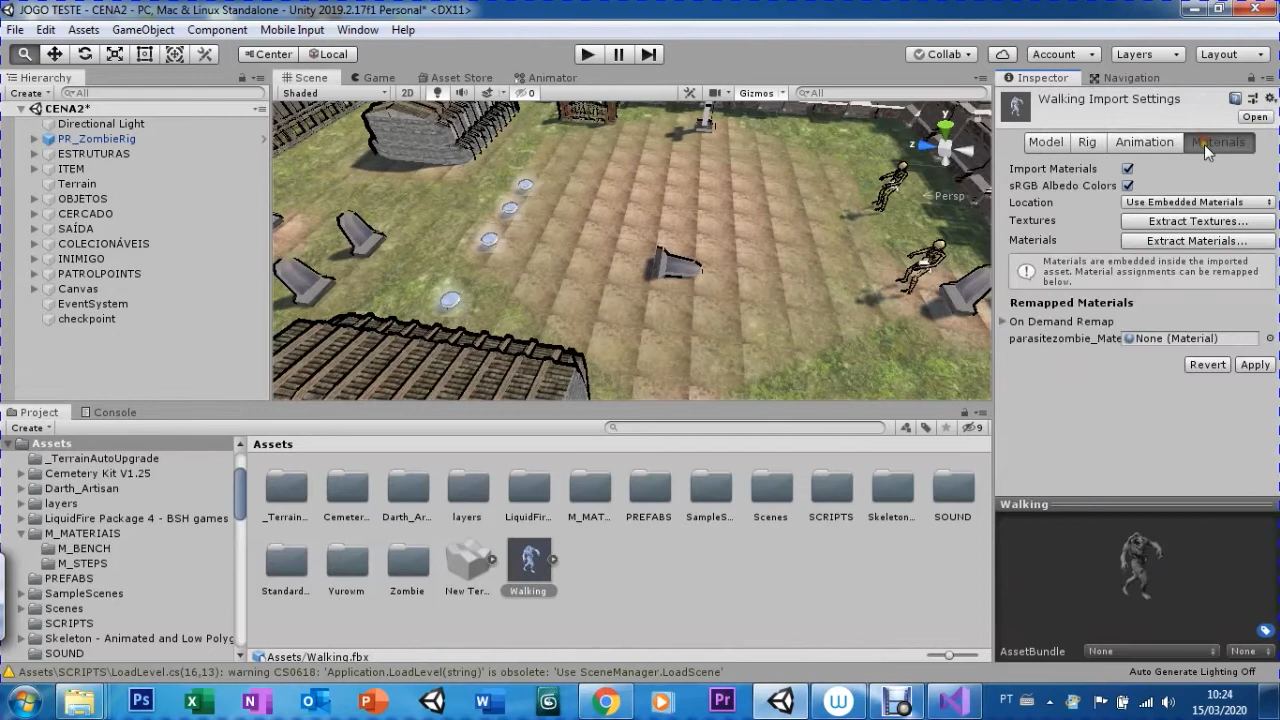 JOGO TESTE - CENA2 - PC, Mac & Linux Standalone - Unity 2019.2.17f1 Personal* <DX11>
File Edit Assets GameObject Component Mobile Input Window Help
Center Local Collab Account Layers Layout
Hierarchy Scene Game Asset Store Animator Inspector Navigation
Create All Shaded 2D 0 Gizmos All
Walking Import Settings
Open
CENA2*
Directional Light
PR_ZombieRig
ESTRUTURAS
ITEM
Terrain
OBJETOS
CERCADO
SAÍDA
COLECIONÁVEIS
INIMIGO
PATROLPOINTS
Canvas
EventSystem
checkpoint
y
z
Persp
Model Rig Animation Materials
Import Materials
sRGB Albedo Colors
Location Use Embedded Materials
Textures Extract Textures...
Materials Extract Materials...
Materials are embedded inside the imported
asset. Material assignments can be remapped
below.
Remapped Materials
On Demand Remap
parasitezombie_Mate None (Material)
Revert Apply
Project Console
Create 9
Assets
_TerrainAutoUpgrade
Cemetery Kit V1.25
Darth_Artisan
layers
LiquidFire Package 4 - BSH games
M_MATERIAIS
M_BENCH
M_STEPS
PREFABS
SampleScenes
Scenes
SCRIPTS
Skeleton - Animated and Low Polyg
SOUND
Assets
_Terrain... Cemeter... Darth_Ar... layers LiquidFir... M_MAT... PREFABS SampleS... Scenes SCRIPTS Skeleton... SOUND
Standard... Yurowm Zombie New Ter... Walking
Assets/Walking.fbx
Walking
AssetBundle None None
Assets\SCRIPTS\LoadLevel.cs(16,13): warning CS0618: 'Application.LoadLevel(string)' is obsolete: 'Use SceneManager.LoadScene'
Auto Generate Lighting Off
Ps X N O P W Pr W
PT
10:24
15/03/2020